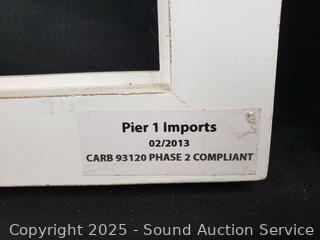 Pier 1 Imports
02/2013
CARB 93120 PHASE 2 COMPLIANT
Copyright 2025 - Sound Auction Service